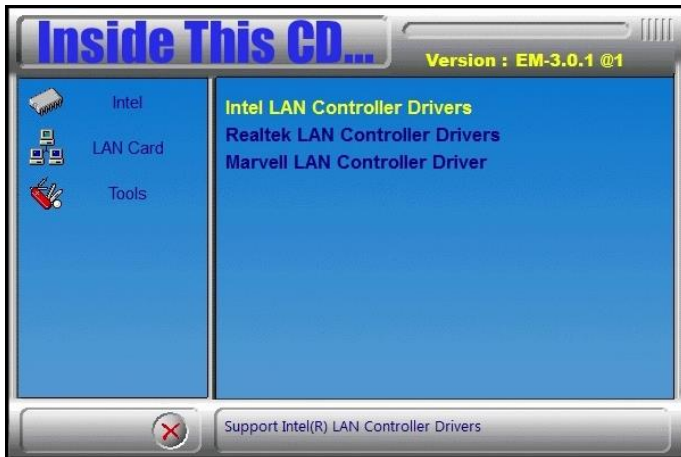 Inside This CD...
Version : EM-3.0.1 @1
Intel
LAN Card
Tools
Intel LAN Controller Drivers
Realtek LAN Controller Drivers
Marvell LAN Controller Driver
Support Intel(R) LAN Controller Drivers